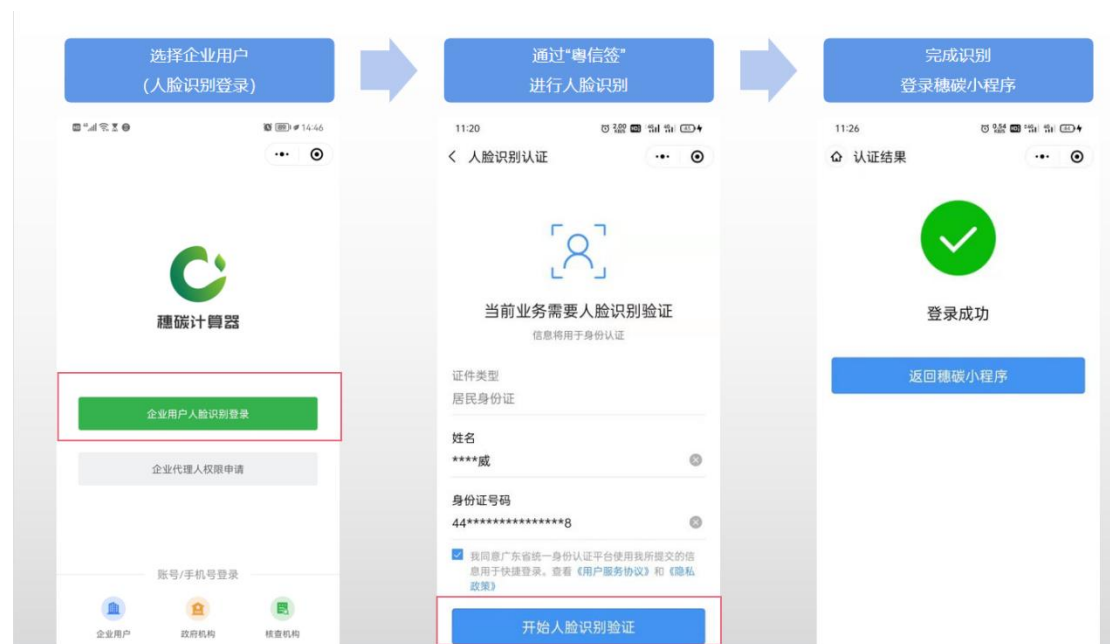 选择企业用户
(人脸识别登录)
通过“粤信签”
进行人脸识别
完成识别
登录穗碳小程序
14:46
穗碳计算器
企业用户人脸识别登录
企业代理人权限申请
账号/手机号登录
企业用户
政府机构
核查机构
11:20
人脸识别认证
当前业务需要人脸识别验证
信息将用于身份认证
证件类型
居民身份证
姓名
****威
身份证号码
44***************8
我同意广东省统一身份认证平台使用我所提交的信
息用于快捷登录。查看《用户服务协议》和《隐私
政策》
开始人脸识别验证
11:26
认证结果
登录成功
返回穗碳小程序